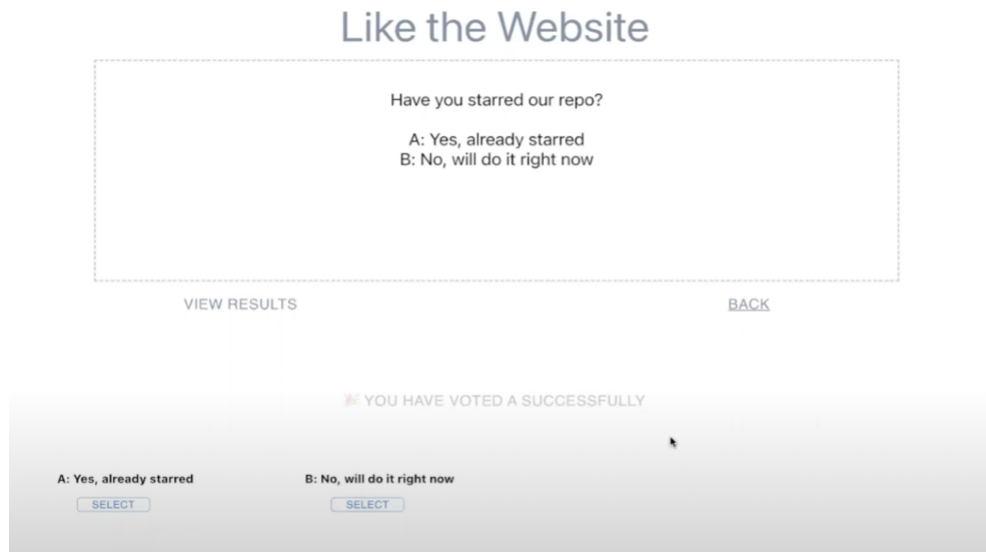 Like the Website
Have you starred our repo?
A: Yes, already starred
B: No, will do it right now
VIEW RESULTS
BACK
🎉 YOU HAVE VOTED A SUCCESSFULLY
A: Yes, already starred
B: No, will do it right now
SELECT
SELECT